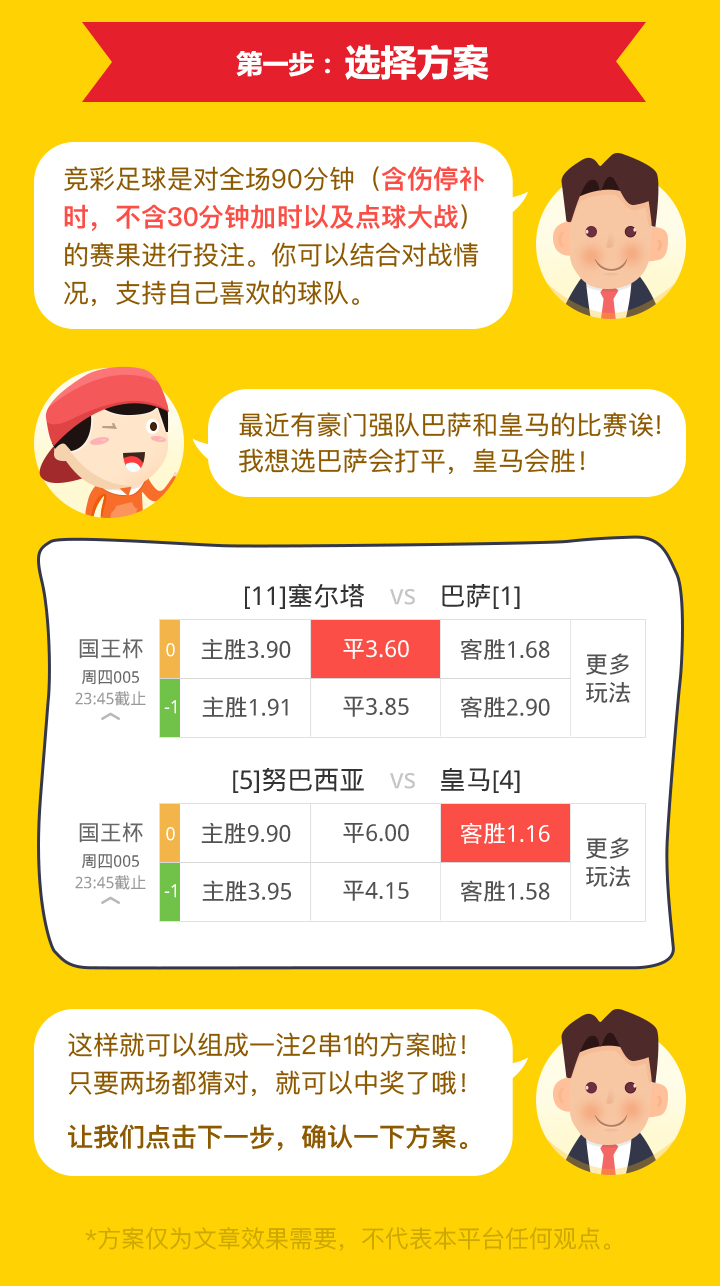 第一步：选择方案
竞彩足球是对全场90分钟（含伤停补
时，不含30分钟加时以及点球大战）
的赛果进行投注。你可以结合对战情
况，支持自己喜欢的球队。
最近有豪门强队巴萨和皇马的比赛诶!
我想选巴萨会打平，皇马会胜!
[11]塞尔塔 VS 巴萨[1]
国王杯
周四005
23:45截止
0 主胜3.90 平3.60 客胜1.68
-1 主胜1.91 平3.85 客胜2.90
更多
玩法
[5]努巴西亚 VS 皇马[4]
国王杯
周四005
23:45截止
0 主胜9.90 平6.00 客胜1.16
-1 主胜3.95 平4.15 客胜1.58
更多
玩法
这样就可以组成一注2串1的方案啦!
只要两场都猜对，就可以中奖了哦!
让我们点击下一步，确认一下方案。
*方案仅为文章效果需要，不代表本平台任何观点。